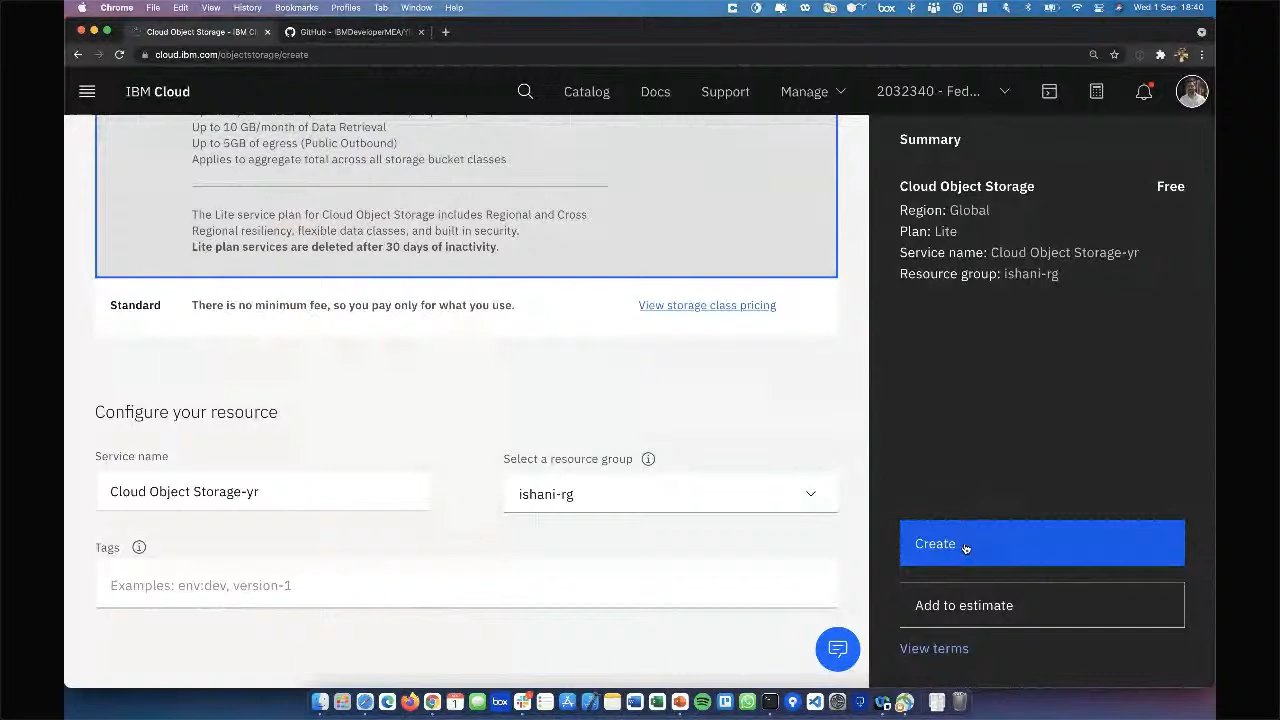 Chrome File Edit View History Bookmarks Profiles Tab Window Help box Wed 1 Sep 18:40
Cloud Object Storage - IBM Cl GitHub - IBMDeveloperMEA/Y
cloud.ibm.com/objectstorage/create
IBM Cloud Catalog Docs Support Manage 2032340 - Fed...
Up to 10 GB/month of Data Retrieval
Up to 5GB of egress (Public Outbound)
Applies to aggregate total across all storage bucket classes
The Lite service plan for Cloud Object Storage includes Regional and Cross
Regional resiliency, flexible data classes, and built in security.
Lite plan services are deleted after 30 days of inactivity.
Standard There is no minimum fee, so you pay only for what you use. View storage class pricing
Configure your resource
Service name
Cloud Object Storage-yr
Select a resource group
ishani-rg
Tags
Examples: env:dev, version-1
Summary
Cloud Object Storage Free
Region: Global
Plan: Lite
Service name: Cloud Object Storage-yr
Resource group: ishani-rg
Create
Add to estimate
View terms
box